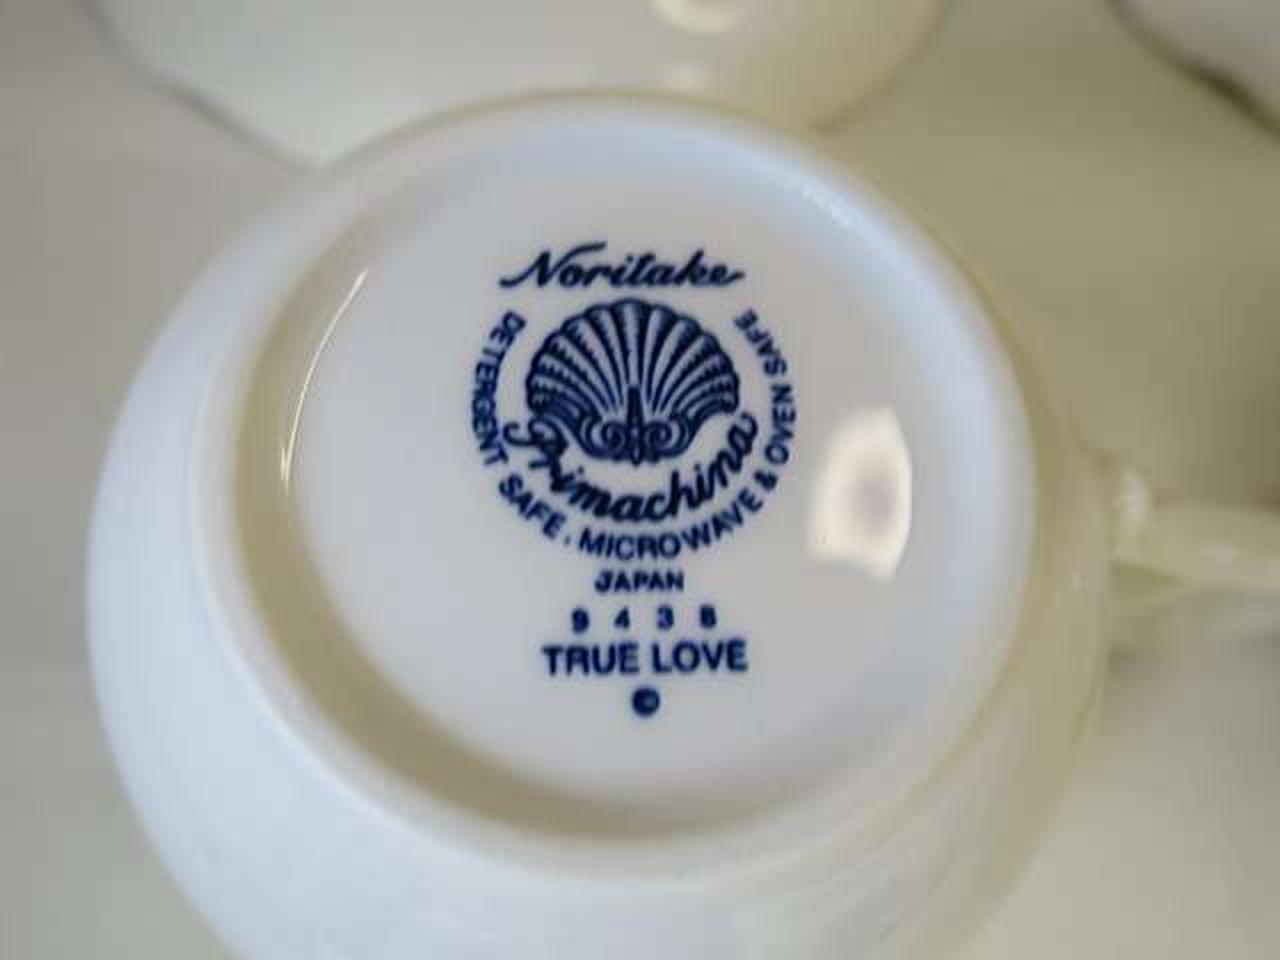 Noritake
Primachina
DETERGENT SAFE. MICROWAVE & OVEN SAFE
JAPAN
9438
TRUE LOVE
©